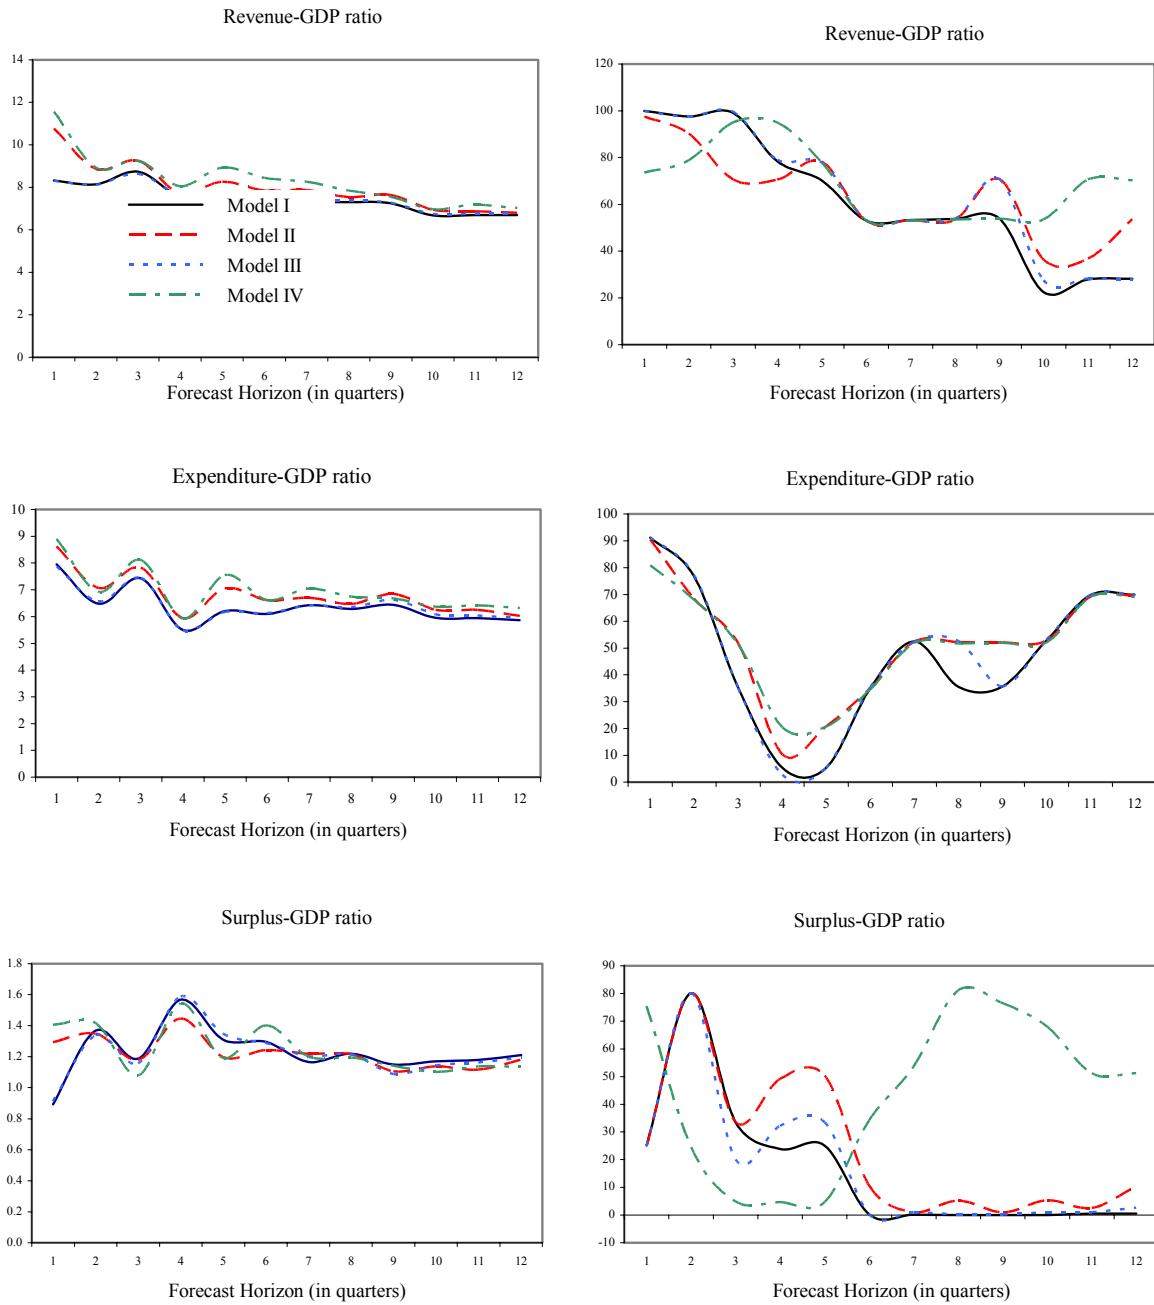 Revenue-GDP ratio
14
12
10
8
6
4
2
0
Model I
Model II
Model III
Model IV
1 2 3 4 5 6 7 8 9 10 11 12
Forecast Horizon (in quarters)
Revenue-GDP ratio
120
100
80
60
40
20
0
1 2 3 4 5 6 7 8 9 10 11 12
Forecast Horizon (in quarters)
Expenditure-GDP ratio
10
9
8
7
6
5
4
3
2
1
0
1 2 3 4 5 6 7 8 9 10 11 12
Forecast Horizon (in quarters)
Expenditure-GDP ratio
100
90
80
70
60
50
40
30
20
10
0
1 2 3 4 5 6 7 8 9 10 11 12
Forecast Horizon (in quarters)
Surplus-GDP ratio
1.8
1.6
1.4
1.2
1.0
0.8
0.6
0.4
0.2
0.0
1 2 3 4 5 6 7 8 9 10 11 12
Forecast Horizon (in quarters)
Surplus-GDP ratio
90
80
70
60
50
40
30
20
10
0
-10
1 2 3 4 5 6 7 8 9 10 11 12
Forecast Horizon (in quarters)